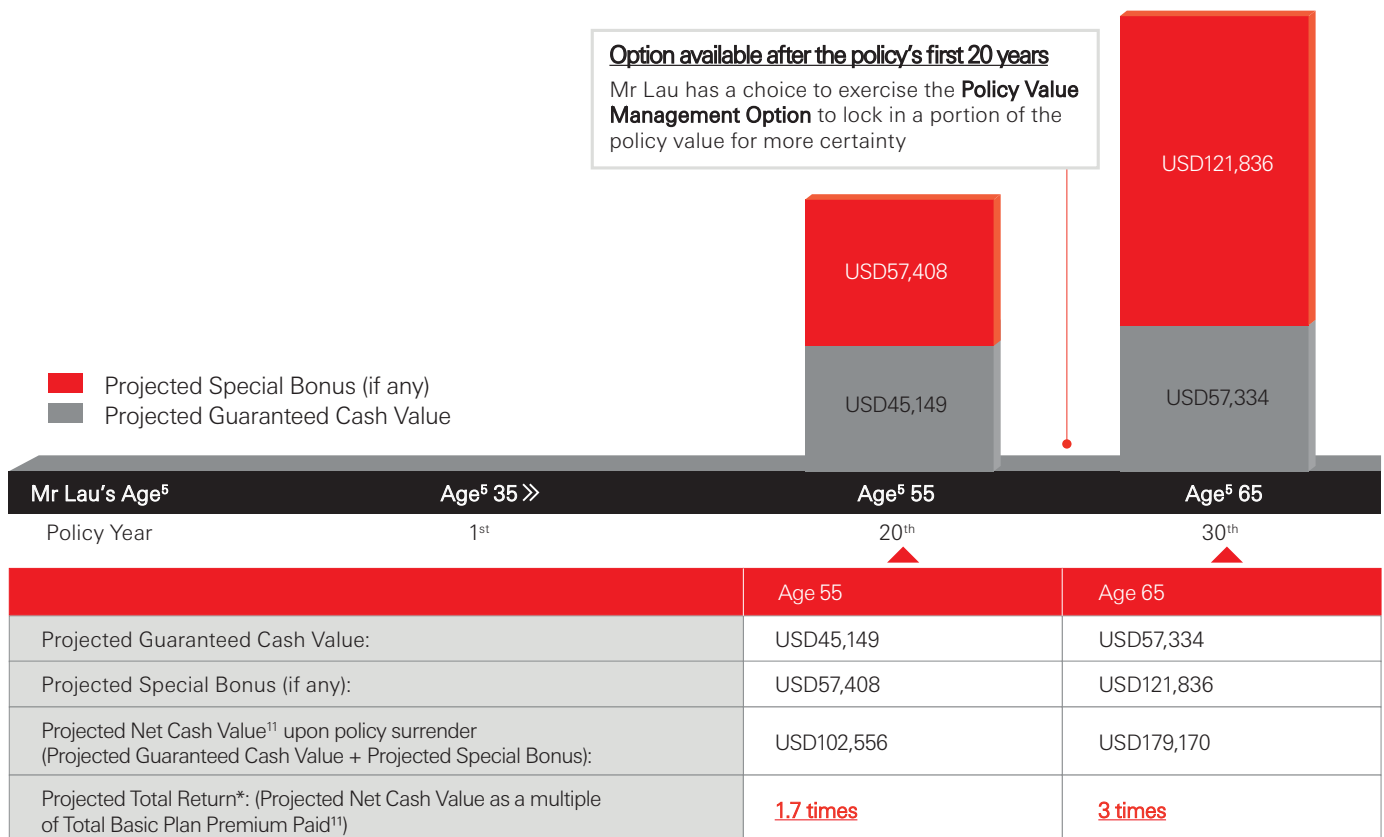 Option available after the policy's first 20 years
Mr Lau has a choice to exercise the Policy Value
Management Option to lock in a portion of the
policy value for more certainty
USD121,836
USD57,408
Projected Special Bonus (if any)
Projected Guaranteed Cash Value
USD45,149
USD57,334
Mr Lau's Age⁵ Age⁵ 35 >> Age⁵ 55 Age⁵ 65
Policy Year 1st 20th 30th
Age 55 Age 65
Projected Guaranteed Cash Value: USD45,149 USD57,334
Projected Special Bonus (if any): USD57,408 USD121,836
Projected Net Cash Value¹¹ upon policy surrender
(Projected Guaranteed Cash Value + Projected Special Bonus): USD102,556 USD179,170
Projected Total Return*: (Projected Net Cash Value as a multiple
of Total Basic Plan Premium Paid¹¹) 1.7 times 3 times